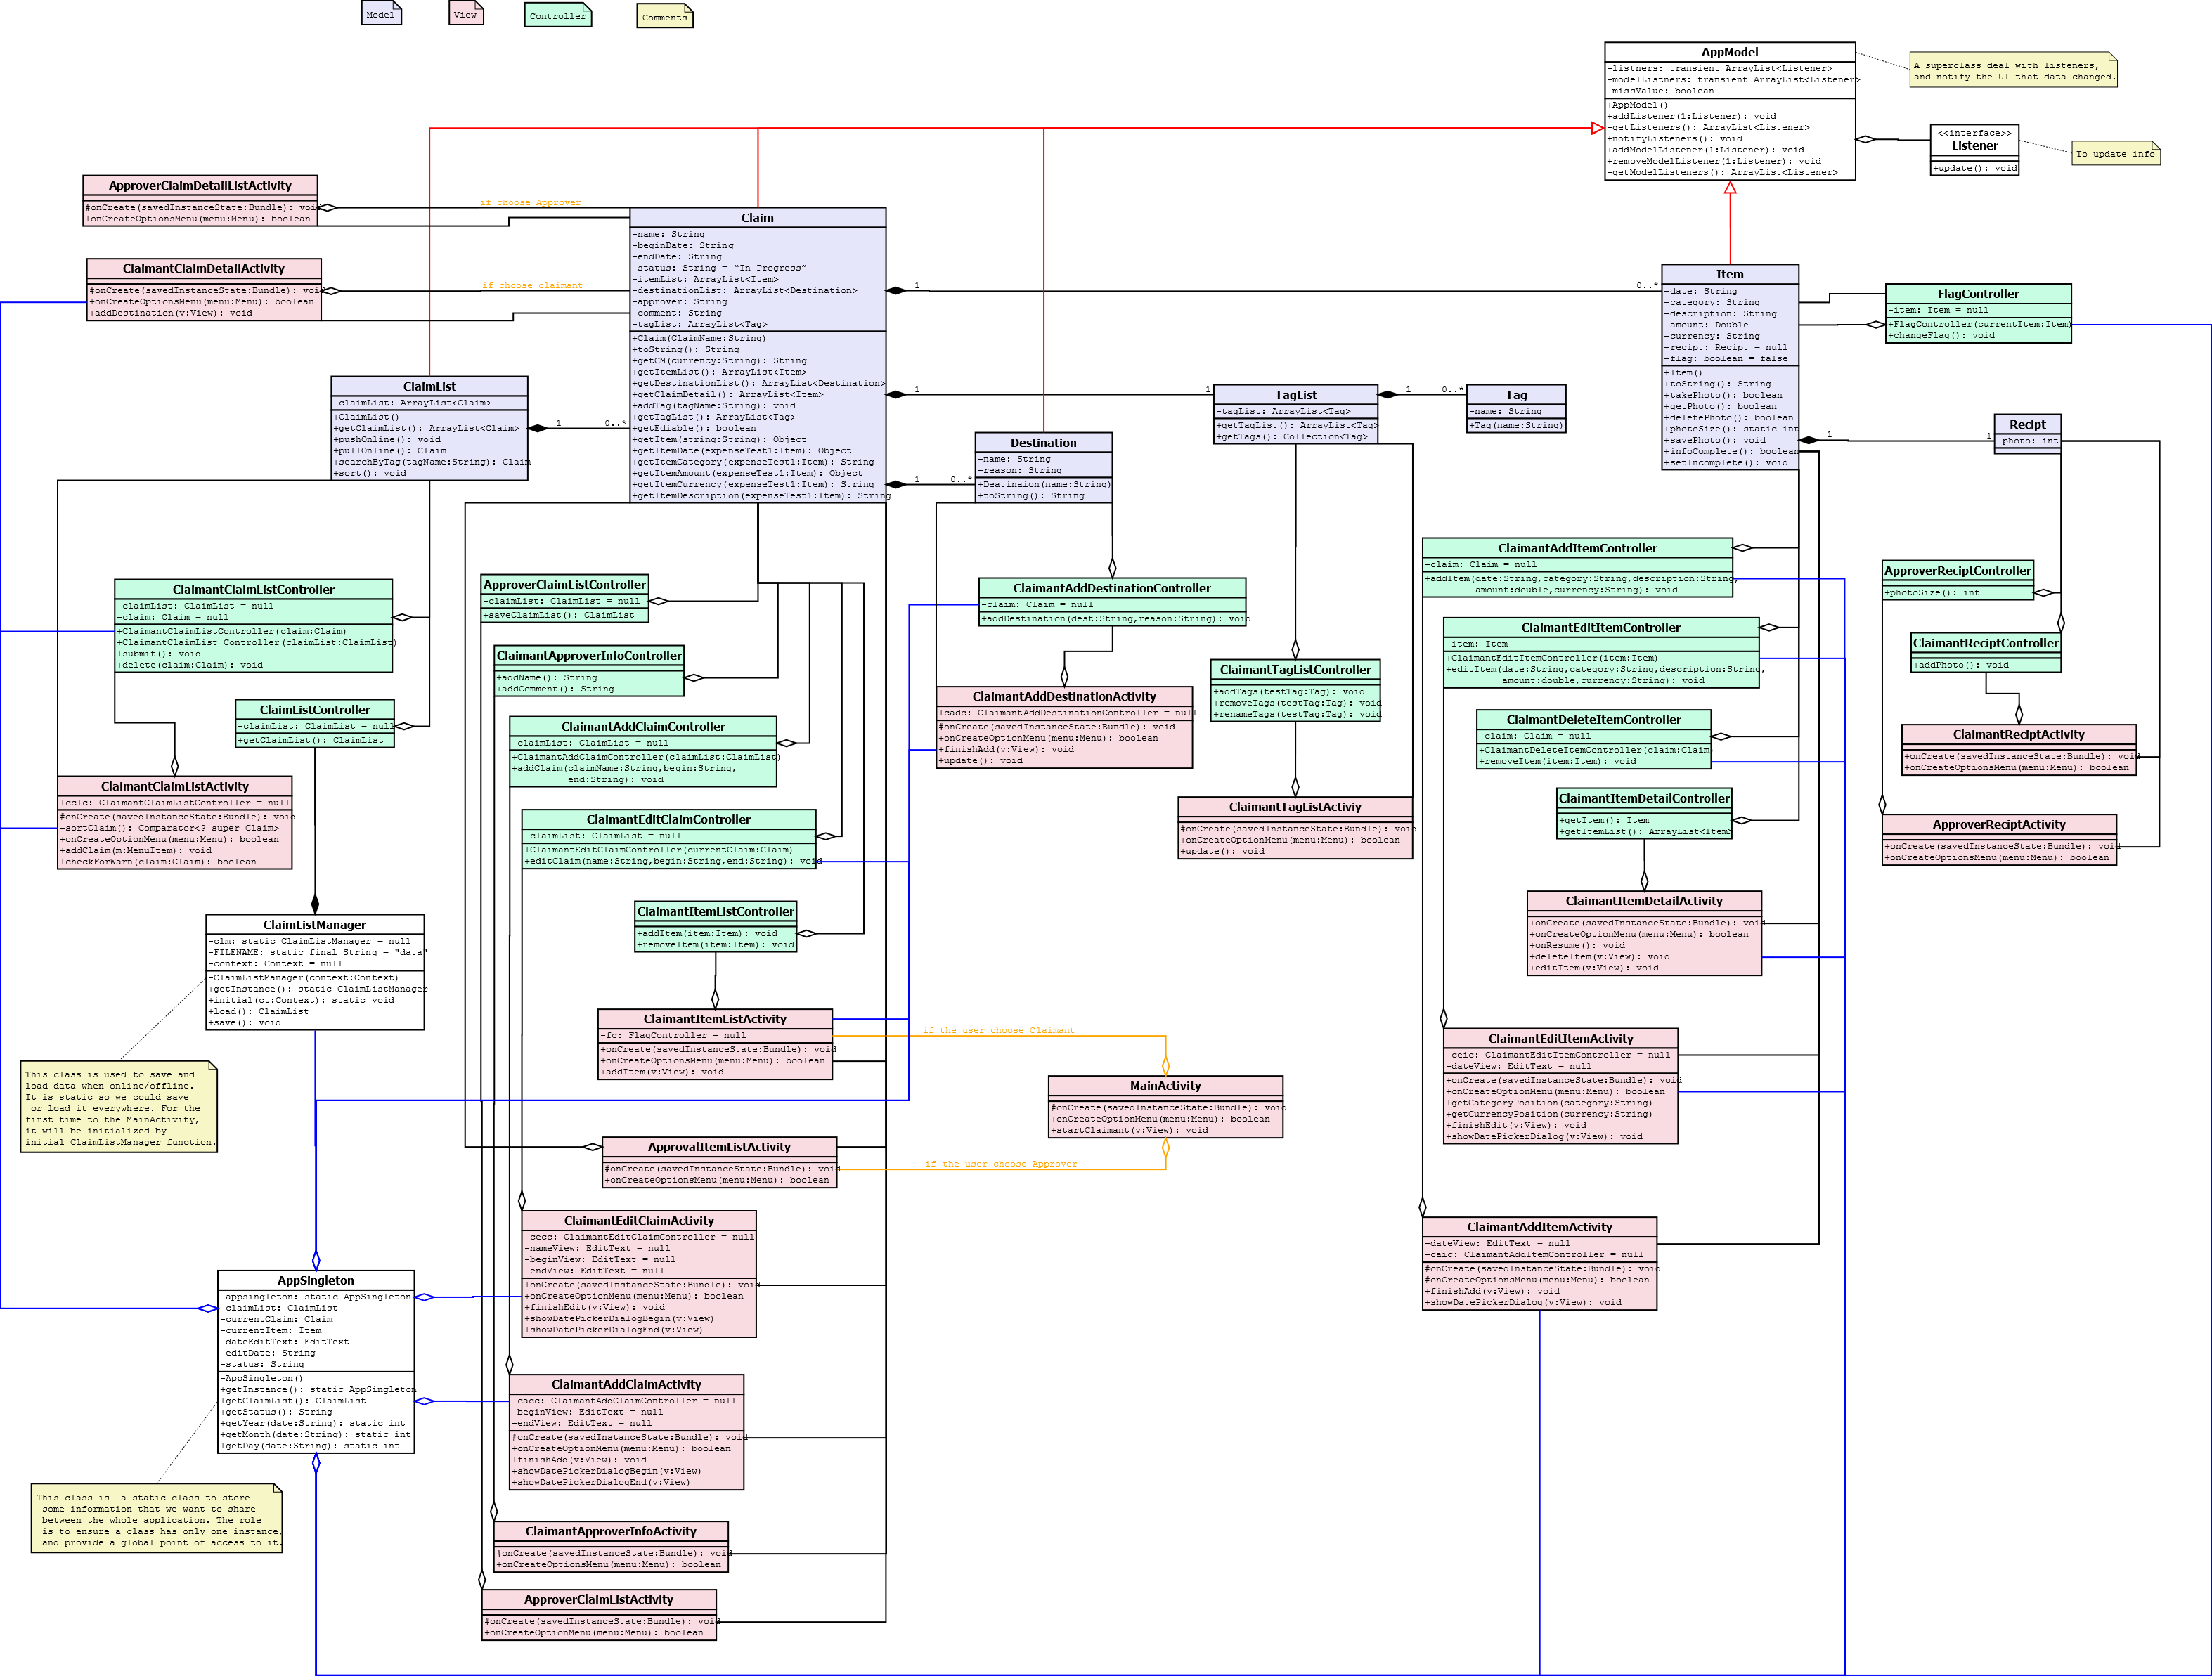 Model
View
Controller
Comments
AppModel
-listners: transient ArrayList<Listener>
-modelListners: transient ArrayList<Listener>
-missValue: boolean
+AppModel()
+addListener(l:Listener): void
-getListeners(): ArrayList<Listener>
+notifyListeners(): void
+addModelListener(l:Listener): void
+removeModelListener(l:Listener): void
-getModelListeners(): ArrayList<Listener>
A superclass deal with listeners,
and notify the UI that data changed.
<<interface>>
Listener
+update(): void
To update info
ApproverClaimDetailListActivity
#onCreate(savedInstanceState:Bundle): void
+onCreateOptionsMenu(menu:Menu): boolean
if choose Approver
ClaimantClaimDetailActivity
#onCreate(savedInstanceState:Bundle): void
+onCreateOptionsMenu(menu:Menu): boolean
+addDestination(v:View): void
if choose claimant
Claim
-name: String
-beginDate: String
-endDate: String
-status: String = “In Progress”
-itemList: ArrayList<Item>
-destinationList: ArrayList<Destination>
-approver: String
-comment: String
-tagList: ArrayList<Tag>
+Claim(ClaimName:String)
+toString(): String
+getCM(currency:String): String
+getItemList(): ArrayList<Item>
+getDestinationList(): ArrayList<Destination>
+getClaimDetail(): ArrayList<Item>
+addTag(tagName:String): void
+getTagList(): ArrayList<Tag>
+getEdiable(): boolean
+getItem(string:String): Object
+getItemDate(expenseTest1:Item): Object
+getItemCategory(expenseTest1:Item): String
+getItemAmount(expenseTest1:Item): Object
+getItemCurrency(expenseTest1:Item): String
+getItemDescription(expenseTest1:Item): String
1
0..*
1
1
1
0..*
Item
-date: String
-category: String
-description: String
-amount: Double
-currency: String
-recipt: Recipt = null
-flag: boolean = false
+Item()
+toString(): String
+takePhoto(): boolean
+getPhoto(): boolean
+deletePhoto(): boolean
+photoSize(): static int
+savePhoto(): void
+infoComplete(): boolean
+setIncomplete(): void
FlagController
-item: Item = null
+FlagController(currentItem:Item)
+changeFlag(): void
1
1
Recipt
-photo: int
ClaimList
-claimList: ArrayList<Claim>
+ClaimList()
+getClaimList(): ArrayList<Claim>
+pushOnline(): void
+pullOnline(): Claim
+searchByTag(tagName:String): Claim
+sort(): void
1
0..*
TagList
-tagList: ArrayList<Tag>
+getTagList(): ArrayList<Tag>
+getTags(): Collection<Tag>
1
0..*
Tag
-name: String
+Tag(name:String)
Destination
-name: String
-reason: String
+Deatinaion(name:String)
+toString(): String
ClaimantClaimListController
-claimList: ClaimList = null
-claim: Claim = null
+ClaimantClaimListController(claim:Claim)
+ClaimantClaimList Controller(claimList:ClaimList)
+submit(): void
+delete(claim:Claim): void
ClaimListController
-claimList: ClaimList = null
+getClaimList(): ClaimList
ClaimantClaimListActivity
+cclc: ClaimantClaimListController = null
#onCreate(savedInstanceState:Bundle): void
-sortClaim(): Comparator<? super Claim>
+onCreateOptionMenu(menu:Menu): boolean
+addClaim(m:MenuItem): void
+checkForWarn(claim:Claim): boolean
ClaimListManager
-clm: static ClaimListManager = null
-FILENAME: static final String = "data"
-context: Context = null
-ClaimListManager(context:Context)
+getInstance(): static ClaimListManager
+initial(ct:Context): static void
+load(): ClaimList
+save(): void
This class is used to save and
load data when online/offline.
It is static so we could save
or load it everywhere. For the
first time to the MainActivity,
it will be initialized by
initial ClaimListManager function.
AppSingleton
-appsingleton: static AppSingleton
-claimList: ClaimList
-currentClaim: Claim
-currentItem: Item
-dateEditText: EditText
-editDate: String
-status: String
-AppSingleton()
+getInstance(): static AppSingleton
+getClaimList(): ClaimList
+getStatus(): String
+getYear(date:String): static int
+getMonth(date:String): static int
+getDay(date:String): static int
This class is  a static class to store
some information that we want to share
between the whole application. The role
is to ensure a class has only one instance,
and provide a global point of access to it.
ApproverClaimListController
-claimList: ClaimList = null
+saveClaimList(): ClaimList
ClaimantApproverInfoController
+addName(): String
+addComment(): String
ClaimantAddClaimController
-claimList: ClaimList = null
+ClaimantAddClaimController(claimList:ClaimList)
+addClaim(claimName:String,begin:String,
end:String): void
ClaimantEditClaimController
-claimList: ClaimList = null
+ClaimantEditClaimController(currentClaim:Claim)
+editClaim(name:String,begin:String,end:String): void
ClaimantItemListController
+addItem(item:Item): void
+removeItem(item:Item): void
ClaimantItemListActivity
-fc: FlagController = null
+onCreate(savedInstanceState:Bundle): void
+onCreateOptionsMenu(menu:Menu): boolean
+addItem(v:View): void
if the user choose Claimant
MainActivity
#onCreate(savedInstanceState:Bundle): void
+onCreateOptionMenu(menu:Menu): boolean
+startClaimant(v:View): void
ApprovalItemListActivity
#onCreate(savedInstanceState:Bundle): void
+onCreateOptionsMenu(menu:Menu): boolean
if the user choose Approver
ClaimantEditClaimActivity
-cecc: ClaimantEditClaimController = null
-nameView: EditText = null
-beginView: EditText = null
-endView: EditText = null
+onCreate(savedInstanceState:Bundle): void
+onCreateOptionMenu(menu:Menu): boolean
+finishEdit(v:View): void
+showDatePickerDialogBegin(v:View)
+showDatePickerDialogEnd(v:View)
ClaimantAddClaimActivity
-cacc: ClaimantAddClaimController = null
-beginView: EditText = null
-endView: EditText = null
#onCreate(savedInstanceState:Bundle): void
+onCreateOptionMenu(menu:Menu): boolean
+finishAdd(v:View): void
+showDatePickerDialogBegin(v:View)
+showDatePickerDialogEnd(v:View)
ClaimantApproverInfoActivity
#onCreate(savedInstanceState:Bundle): void
+onCreateOptionsMenu(menu:Menu): boolean
ApproverClaimListActivity
#onCreate(savedInstanceState:Bundle): void
+onCreateOptionMenu(menu:Menu): boolean
ClaimantAddDestinationController
-claim: Claim = null
+addDestination(dest:String,reason:String): void
ClaimantAddDestinationActivity
+cadc: ClaimantAddDestinationController = null
#onCreate(savedInstanceState:Bundle): void
+onCreateOptionMenu(menu:Menu): boolean
+finishAdd(v:View): void
+update(): void
ClaimantTagListController
+addTags(testTag:Tag): void
+removeTags(testTag:Tag): void
+renameTags(testTag:Tag): void
ClaimantTagListActiviy
#onCreate(savedInstanceState:Bundle): void
+onCreateOptionMenu(menu:Menu): boolean
+update(): void
ClaimantAddItemController
-claim: Claim = null
+addItem(date:String,category:String,description:String,
amount:double,currency:String): void
ClaimantEditItemController
-item: Item
+ClaimantEditItemController(item:Item)
+editItem(date:String,category:String,description:String,
amount:double,currency:String): void
ClaimantDeleteItemController
-claim: Claim = null
+ClaimantDeleteItemController(claim:Claim)
+removeItem(item:Item): void
ClaimantItemDetailController
+getItem(): Item
+getItemList(): ArrayList<Item>
ClaimantItemDetailActivity
+onCreate(savedInstanceState:Bundle): void
+onCreateOptionMenu(menu:Menu): boolean
+onResume(): void
+deleteItem(v:View): void
+editItem(v:View): void
ClaimantEditItemActivity
-ceic: ClaimantEditItemController = null
-dateView: EditText = null
+onCreate(savedInstanceState:Bundle): void
+onCreateOptionMenu(menu:Menu): boolean
+getCategoryPosition(category:String)
+getCurrencyPosition(currency:String)
+finishEdit(v:View): void
+showDatePickerDialog(v:View): void
ClaimantAddItemActivity
-dateView: EditText = null
-caic: ClaimantAddItemController = null
#onCreate(savedInstanceState:Bundle): void
#onCreateOptionsMenu(menu:Menu): boolean
+finishAdd(v:View): void
+showDatePickerDialog(v:View): void
ApproverReciptController
+photoSize(): int
ClaimantReciptController
+addPhoto(): void
ClaimantReciptActivity
+onCreate(savedInstanceState:Bundle): void
+onCreateOptionsMenu(menu:Menu): boolean
ApproverReciptActivity
+onCreate(savedInstanceState:Bundle): void
+onCreateOptionsMenu(menu:Menu): boolean